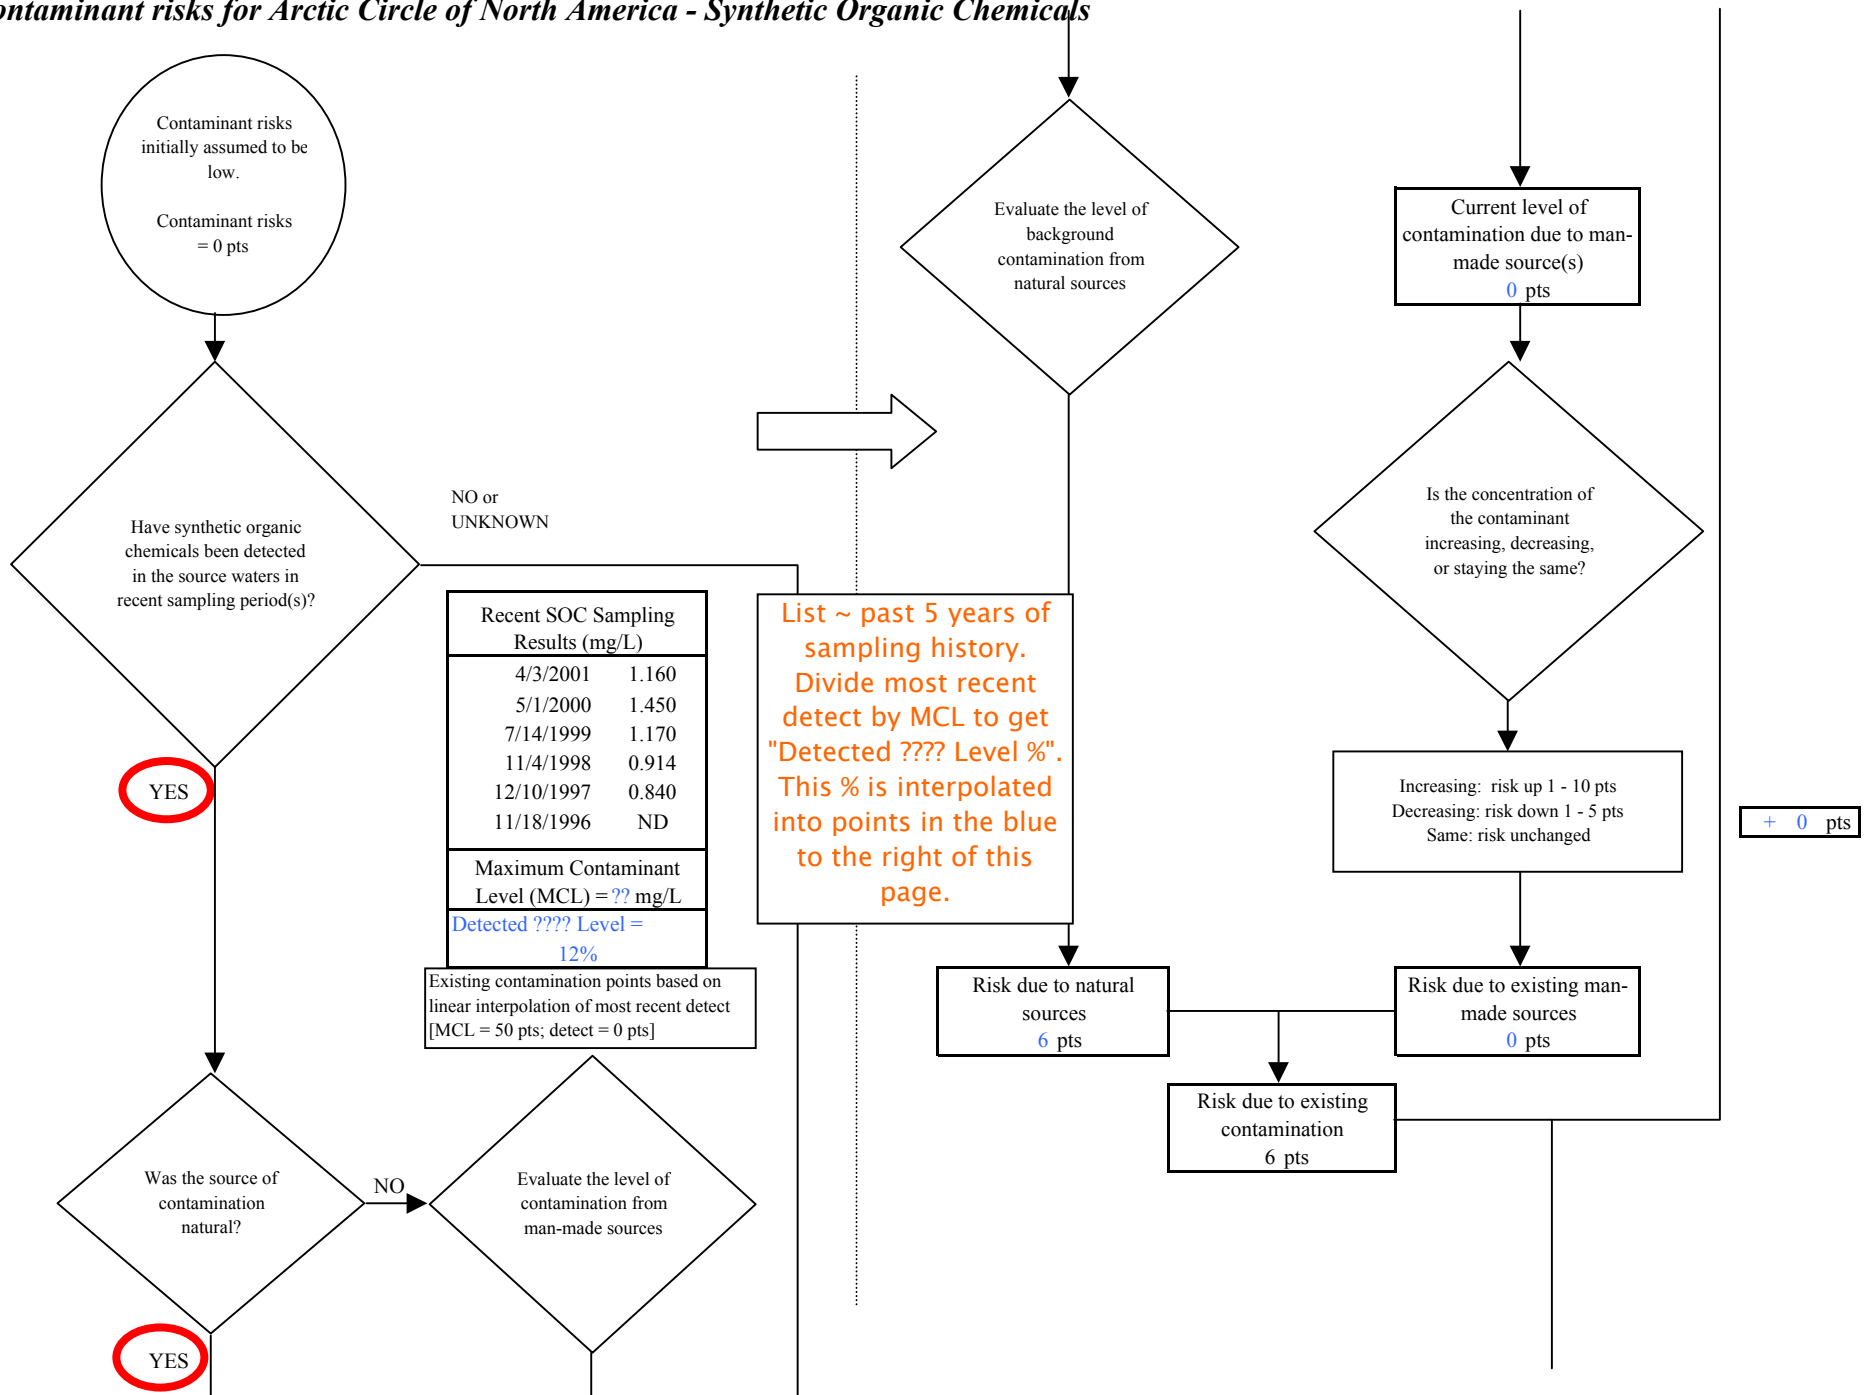 ontaminant risks for Arctic Circle of North America - Synthetic Organic Chemicals
Contaminant risks
initially assumed to be
low.
Contaminant risks
= 0 pts
Have synthetic organic
chemicals been detected
in the source waters in
recent sampling period(s)?
NO or
UNKNOWN
YES
Recent SOC Sampling
Results (mg/L)
4/3/2001 1.160
5/1/2000 1.450
7/14/1999 1.170
11/4/1998 0.914
12/10/1997 0.840
11/18/1996 ND
Maximum Contaminant
Level (MCL) = ?? mg/L
Detected ???? Level =
12%
Existing contamination points based on
linear interpolation of most recent detect
[MCL = 50 pts; detect = 0 pts]
Was the source of
contamination
natural?
NO
YES
Evaluate the level of
contamination from
man-made sources
Evaluate the level of
background
contamination from
natural sources
List ~ past 5 years of
sampling history.
Divide most recent
detect by MCL to get
"Detected ???? Level %".
This % is interpolated
into points in the blue
to the right of this
page.
Risk due to natural
sources
6 pts
Current level of
contamination due to man-
made source(s)
0 pts
Is the concentration of
the contaminant
increasing, decreasing,
or staying the same?
Increasing: risk up 1 - 10 pts
Decreasing: risk down 1 - 5 pts
Same: risk unchanged
+ 0 pts
Risk due to existing man-
made sources
0 pts
Risk due to existing
contamination
6 pts